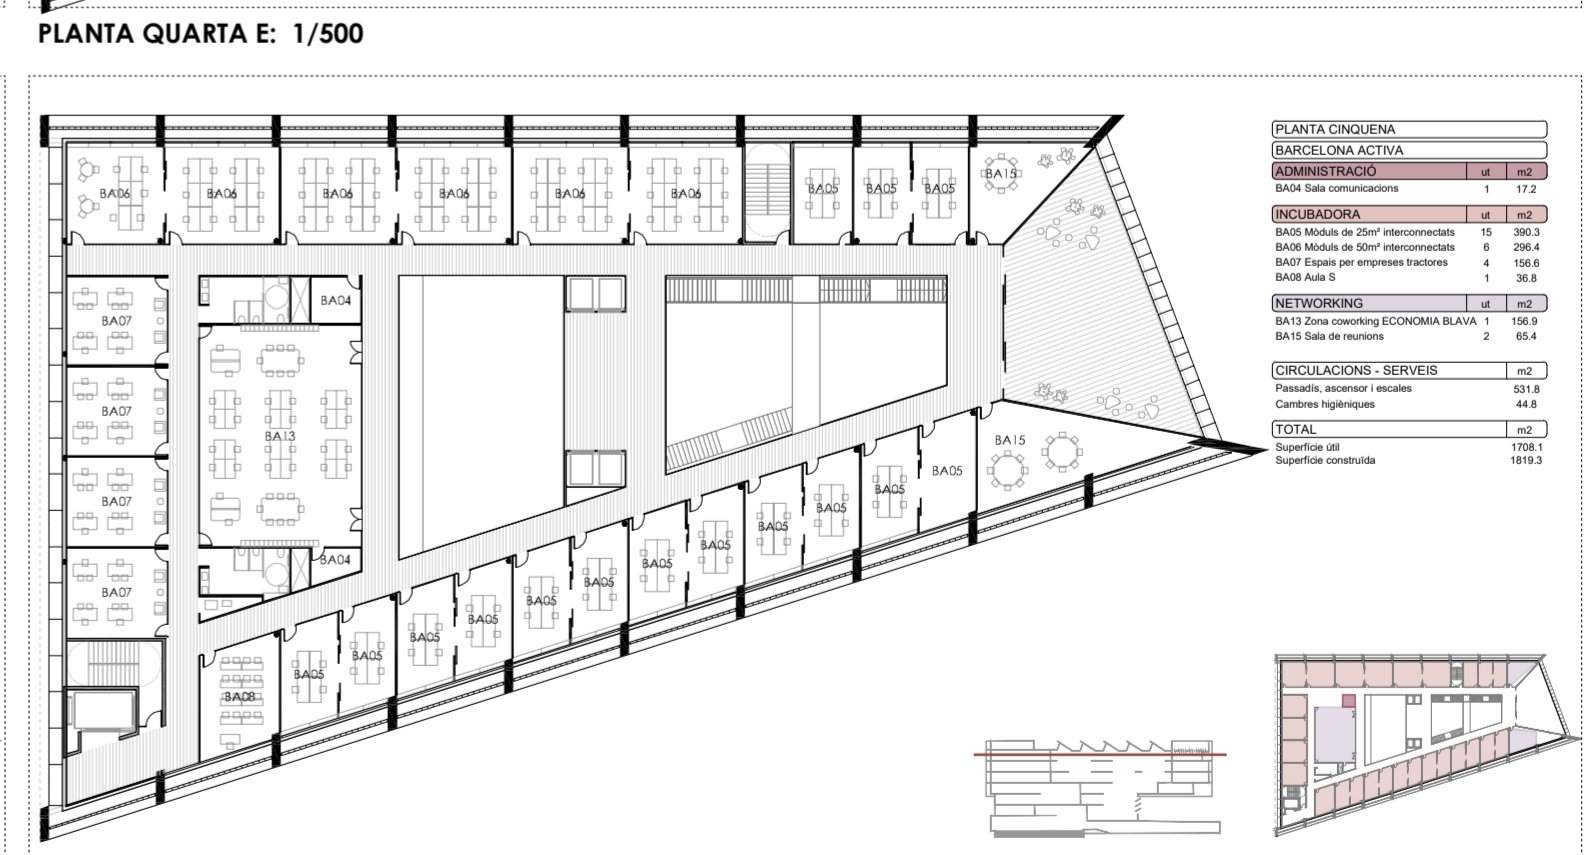 PLANTA QUARTA E: 1/500
PLANTA CINQUENA
BARCELONA ACTIVA
ADMINISTRACIÓ ut m2
BA04 Sala comunicacions 1 17.2
INCUBADORA ut m2
BA05 Mòduls de 25m² interconnectats 15 390.3
BA06 Mòduls de 50m² interconnectats 6 296.4
BA07 Espais per empreses tractores 4 156.6
BA08 Aula S 1 36.8
NETWORKING ut m2
BA13 Zona coworking ECONOMIA BLAVA 1 156.9
BA15 Sala de reunions 2 65.4
CIRCULACIONS - SERVEIS m2
Passadís, ascensor i escales 531.8
Cambres higièniques 44.8
TOTAL m2
Superfície útil 1708.1
Superfície construïda 1819.3
BA06 BA06 BA06 BA06 BA06 BA06 BA05 BA05 BA05 BA15
BA04
BA07
BA07
BA13
BA15
BA05
BA05
BA07
BA05
BA05
BA05
BA05
BA04
BA05
BA05
BA07
BA05
BA05
BA05
BA05
BA05
BA08